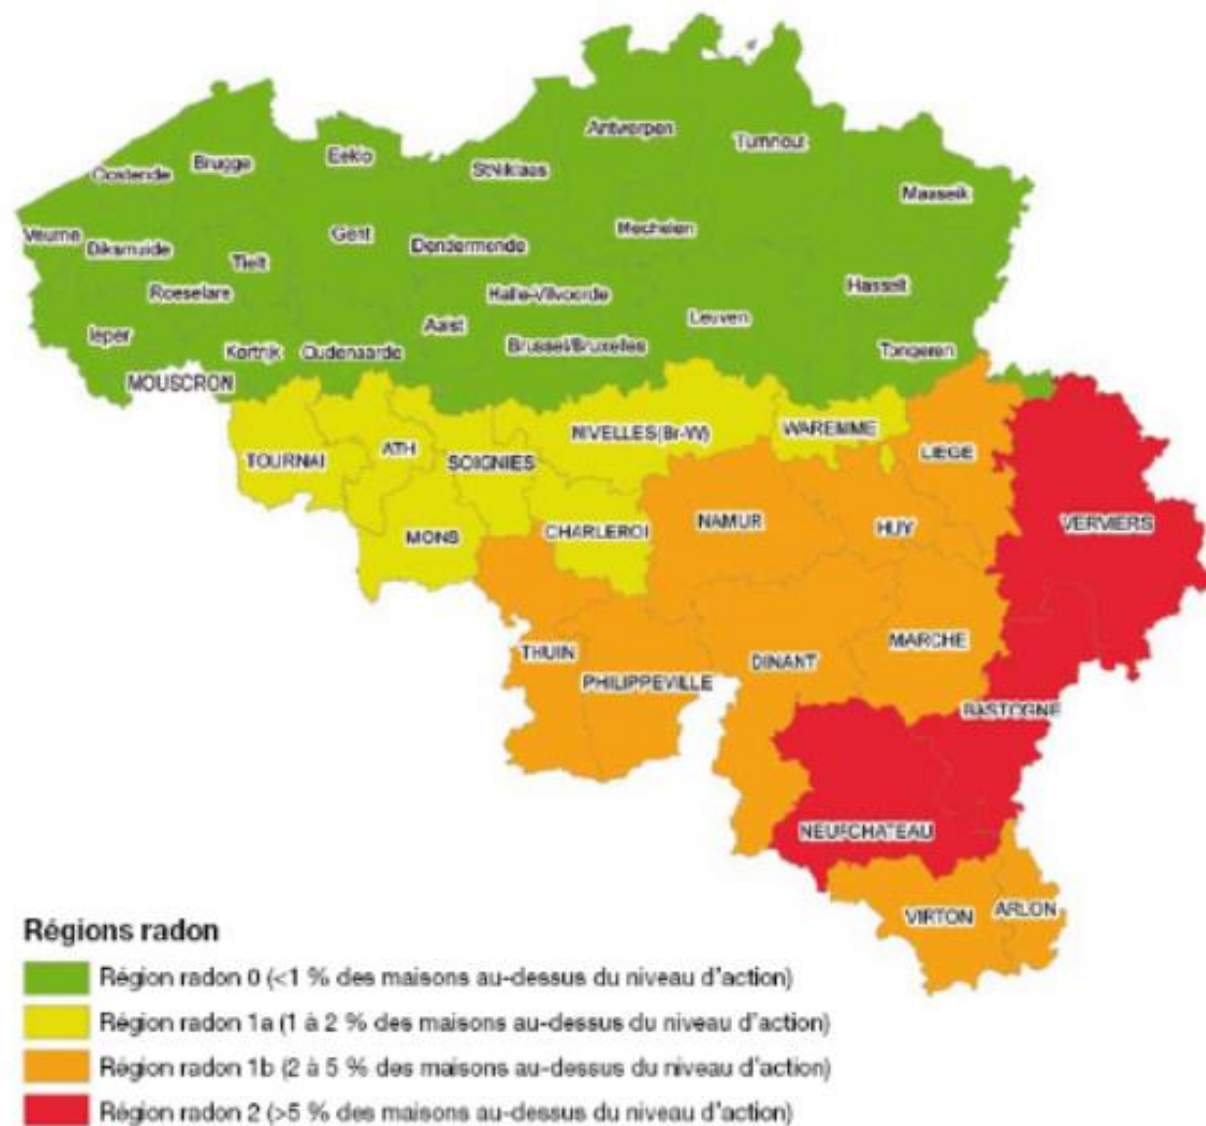 Antwerpen
Turnhout
Eeklo
Brugge
St-Niklaas
Oostende
Maaseik
Mechelen
Gent
Veurne
Diksmuide
Dendermonde
Tielt
Hasselt
Roeselare
Halle-Vilvoorde
Leuven
Aalst
Ieper
Brussel/Bruxelles
Kortrijk
Oudenaarde
Tongeren
MOUSCRON
WAREMME
NIVELLES(Br-W)
ATH
LIEGE
TOURNAI
SOIGNIES
NAMUR
VERVIERS
HUY
CHARLEROI
MONS
MARCHE
THUIN
DINANT
PHILIPPEVILLE
BASTOGNE
NEUFCHATEAU
ARLON
VIRTON
Régions radon
Région radon 0 (<1 % des maisons au-dessus du niveau d'action)
Région radon 1a (1 à 2 % des maisons au-dessus du niveau d'action)
Région radon 1b (2 à 5 % des maisons au-dessus du niveau d'action)
Région radon 2 (>5 % des maisons au-dessus du niveau d'action)